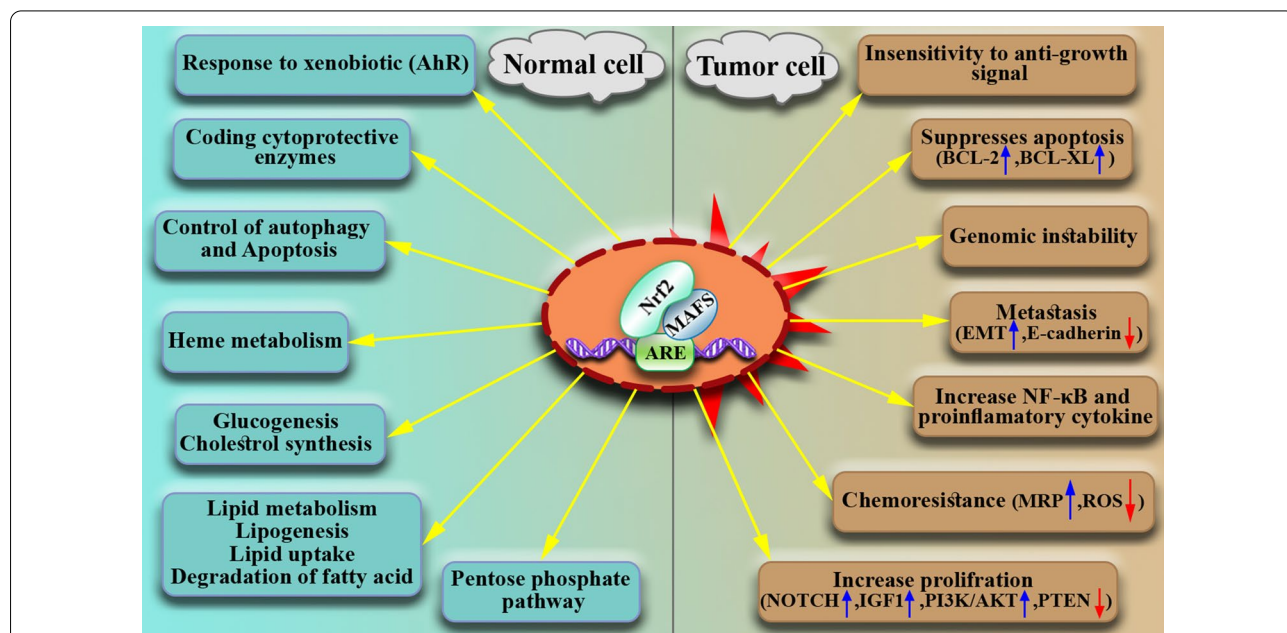 Normal cell
Tumor cell
Response to xenobiotic (AhR)
Coding cytoprotective
enzymes
Control of autophagy
and Apoptosis
Heme metabolism
Glucogenesis
Cholestrol synthesis
Lipid metabolism
Lipogenesis
Lipid uptake
Degradation of fatty acid
Pentose phosphate
pathway
Nrf2
MAFS
ARE
Insensitivity to anti-growth
signal
Suppresses apoptosis
(BCL-2↑,BCL-XL↑)
Genomic instability
Metastasis
(EMT↑,E-cadherin↓)
Increase NF-κB and
proinflamatory cytokine
Chemoresistance (MRP↑,ROS↓)
Increase prolifration
(NOTCH↑,IGF1↑,PI3K/AKT↑,PTEN↓)